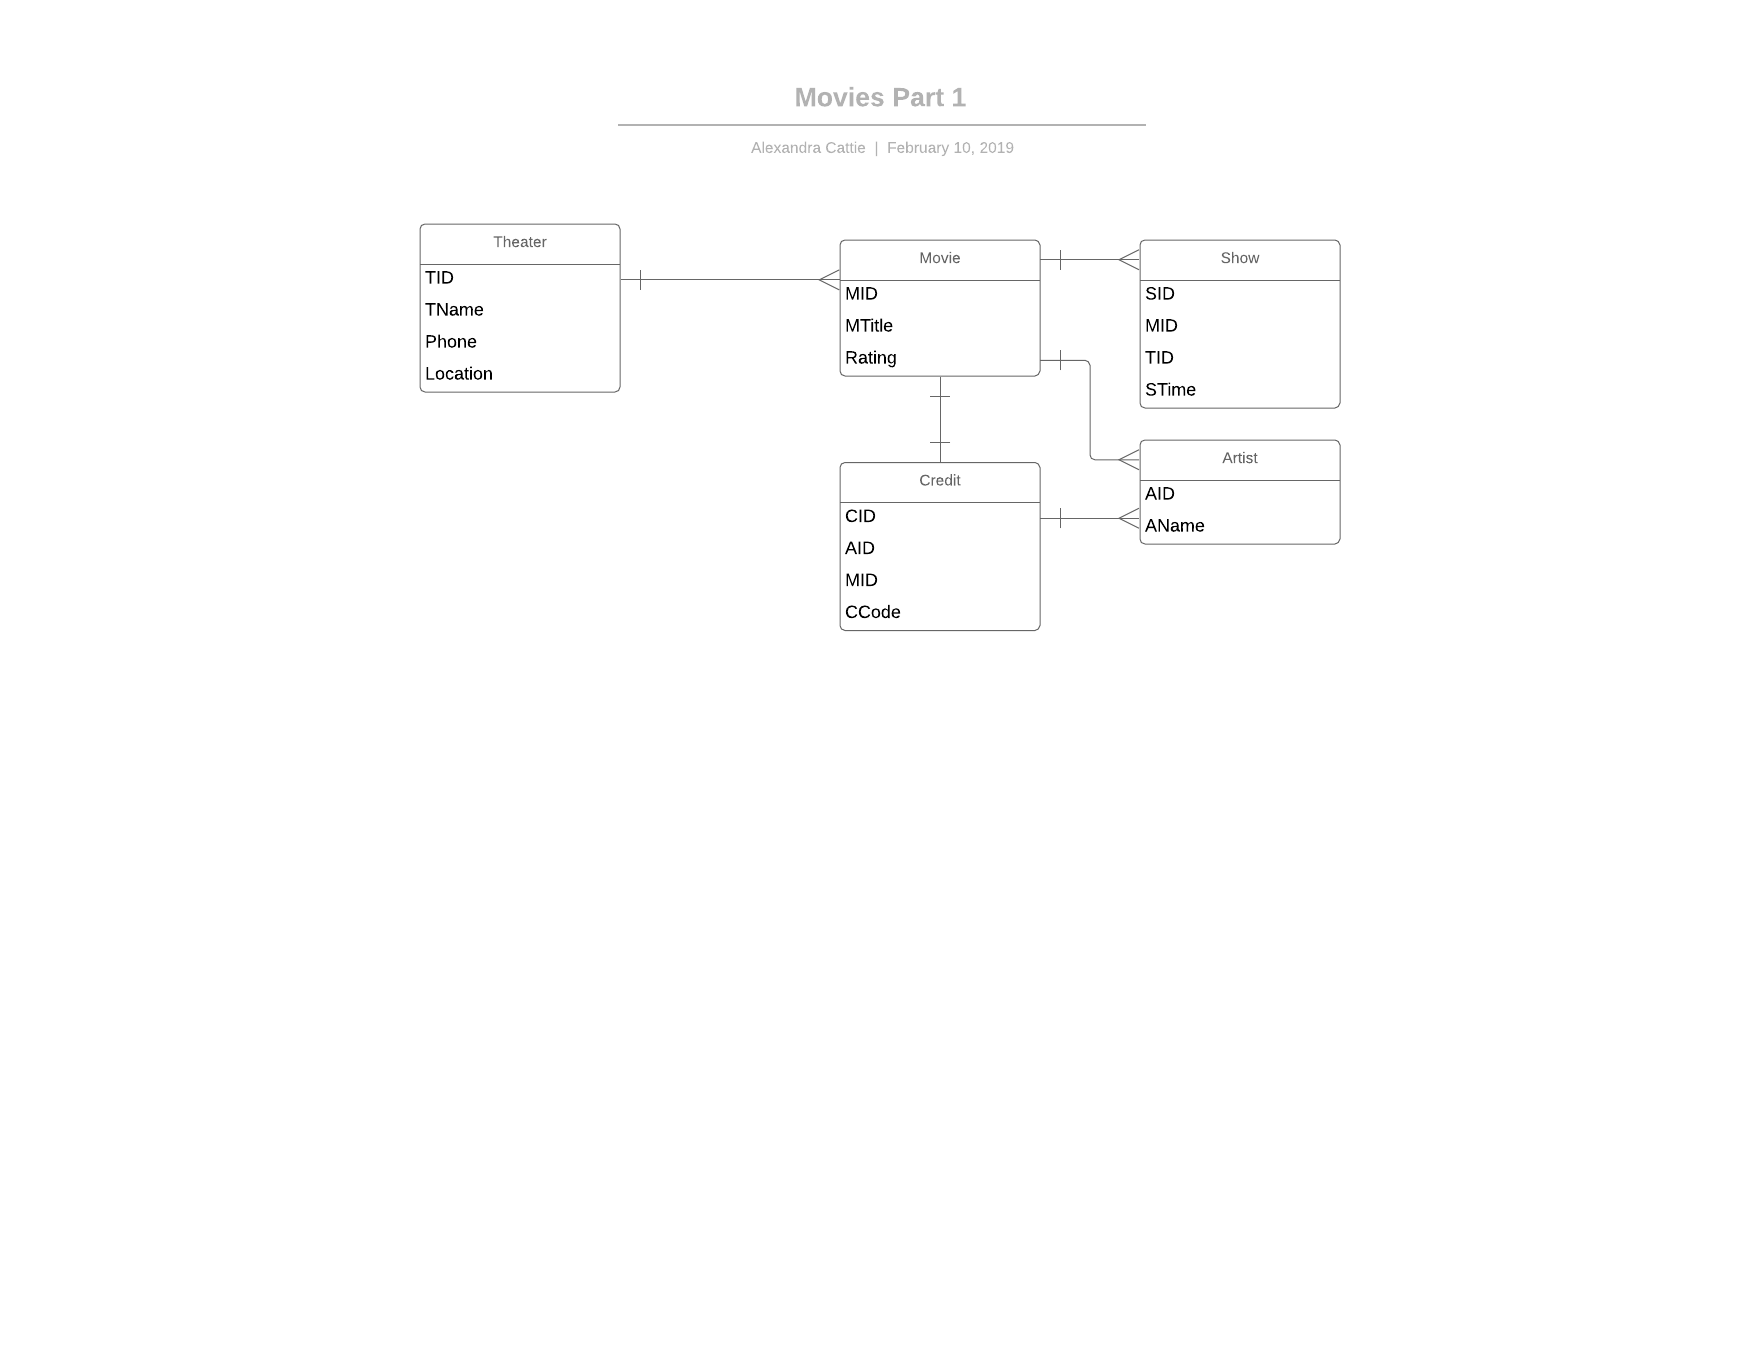 Movies Part 1
Alexandra Cattie | February 10, 2019
Theater
TID
TName
Phone
Location
Movie
MID
MTitle
Rating
Show
SID
MID
TID
STime
Credit
CID
AID
MID
CCode
Artist
AID
AName